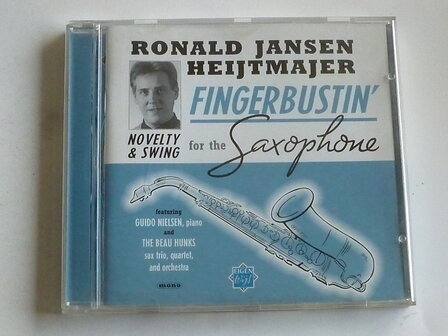 RONALD JANSEN
HEIJTMAJER
FINGERBUSTIN'
NOVELTY
& SWING
for the
Saxophone
featuring
GUIDO NIELSEN, piano
and
THE BEAU HUNKS
sax trio, quartet,
and orchestra
mono
EIGEN